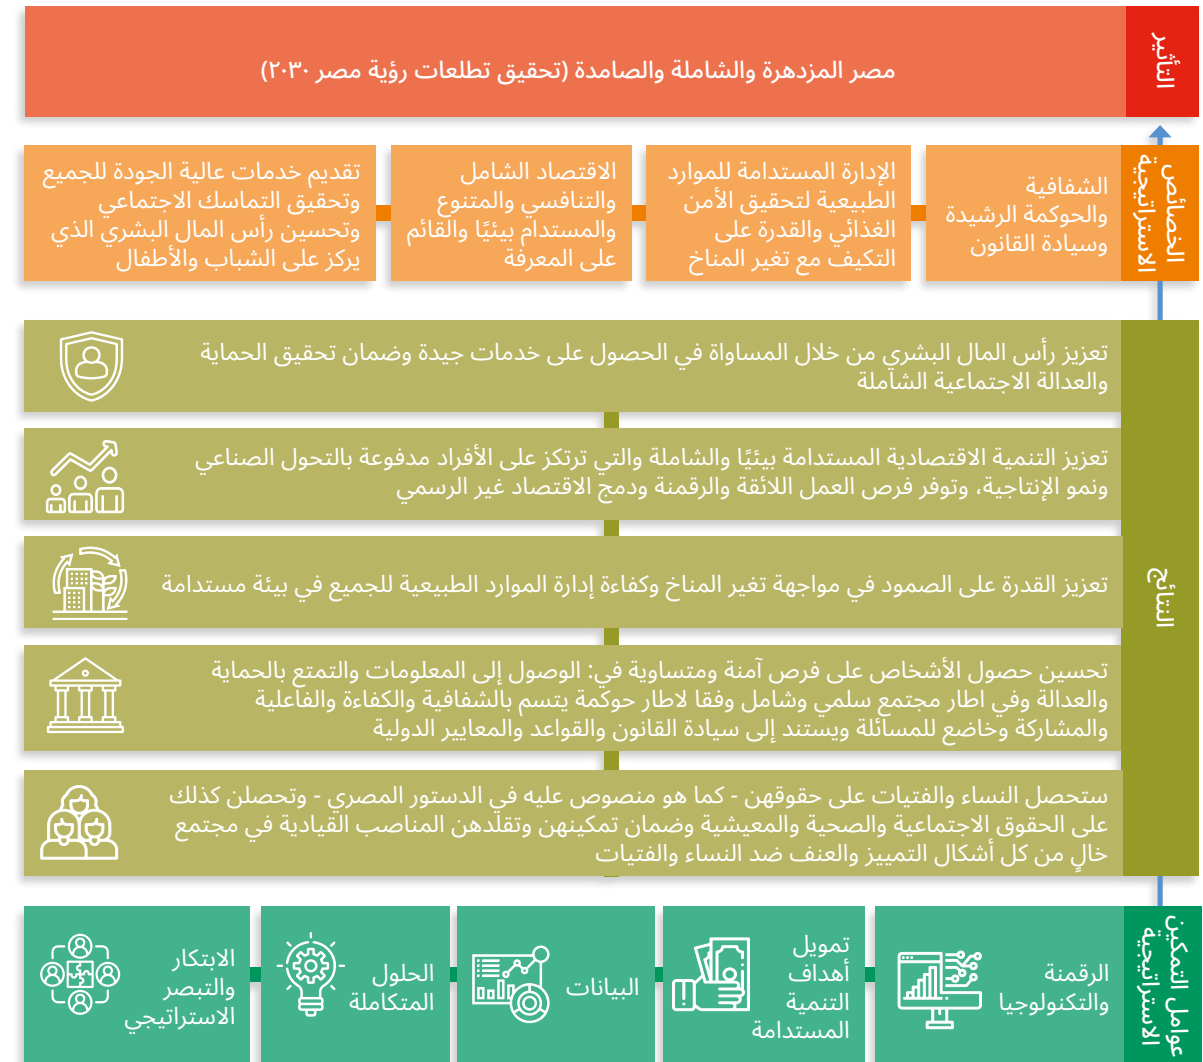 التأثير
مصر المزدهرة والشاملة والصامدة (تحقيق تطلعات رؤية مصر ٢٠٣٠)
الخصائص
الاستراتيجية
الشفافية
والحوكمة الرشيدة
وسيادة القانون
الإدارة المستدامة للموارد
الطبيعية لتحقيق الأمن
الغذائي والقدرة على
التكيف مع تغير المناخ
الاقتصاد الشامل
والتنافسي والمتنوع
والمستدام بيئيًا والقائم
على المعرفة
تقديم خدمات عالية الجودة للجميع
وتحقيق التماسك الاجتماعي
وتحسين رأس المال البشري الذي
يركز على الشباب والأطفال
النتائج
تعزيز رأس المال البشري من خلال المساواة في الحصول على خدمات جيدة وضمان تحقيق الحماية
والعدالة الاجتماعية الشاملة
تعزيز التنمية الاقتصادية المستدامة بيئيًا والشاملة والتي ترتكز على الأفراد مدفوعة بالتحول الصناعي
ونمو الإنتاجية، وتوفر فرص العمل اللائقة والرقمنة ودمج الاقتصاد غير الرسمي
تعزيز القدرة على الصمود في مواجهة تغير المناخ وكفاءة إدارة الموارد الطبيعية للجميع في بيئة مستدامة
تحسين حصول الأشخاص على فرص آمنة ومتساوية في: الوصول إلى المعلومات والتمتع بالحماية
والعدالة وفي اطار مجتمع سلمي وشامل وفقا لاطار حوكمة يتسم بالشفافية والكفاءة والفاعلية
والمشاركة وخاضع للمسائلة ويستند إلى سيادة القانون والقواعد والمعايير الدولية
ستحصل النساء والفتيات على حقوقهن - كما هو منصوص عليه في الدستور المصري - وتحصلن كذلك
على الحقوق الاجتماعية والصحية والمعيشية وضمان تمكينهن وتقلدهن المناصب القيادية في مجتمع
خالٍ من كل أشكال التمييز والعنف ضد النساء والفتيات
عوامل التمكين
الاستراتيجية
الرقمنة
والتكنولوجيا
تمويل
أهداف
التنمية
المستدامة
البيانات
الحلول
المتكاملة
الابتكار
والتبصر
الاستراتيجي